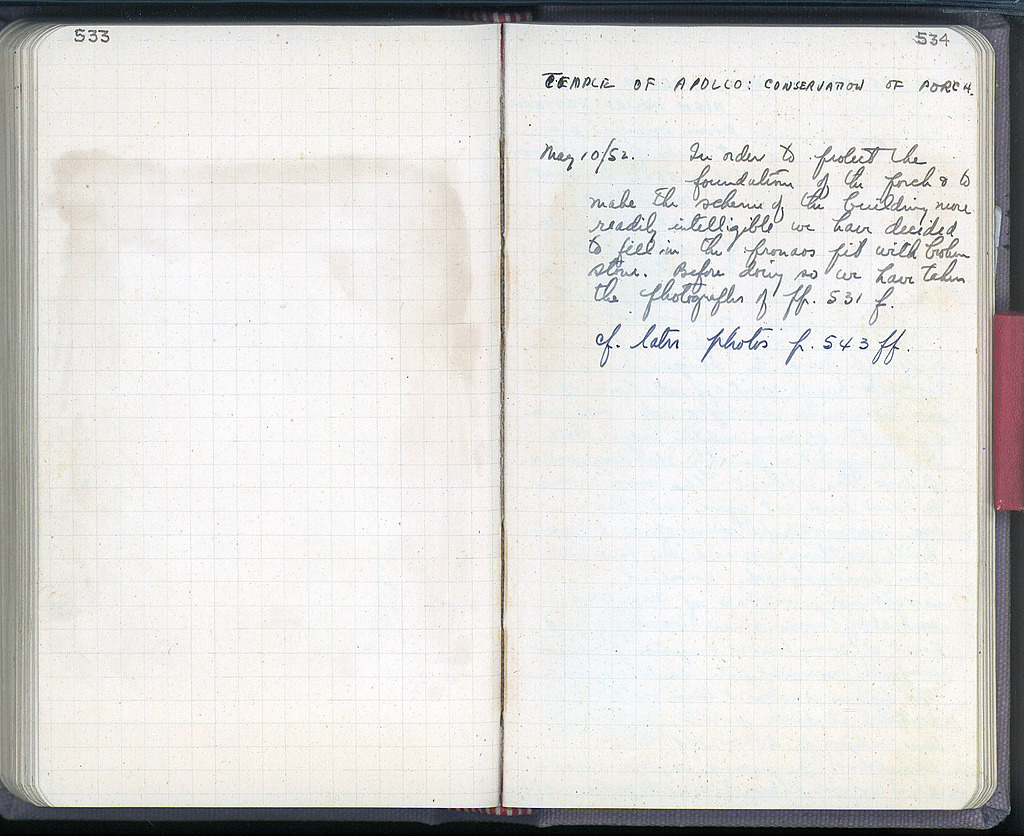 533
534
TEMPLE OF APOLLO: CONSERVATION OF PORCH.
May 10/52. In order to protect the
foundation of the porch & to
make the scheme of the building more
readily intelligible we have decided
to fill in the pronaos pit with broken
stone. Before doing so we have taken
the photographs of pp. 531 f.
cf. later photos p. 543 ff.